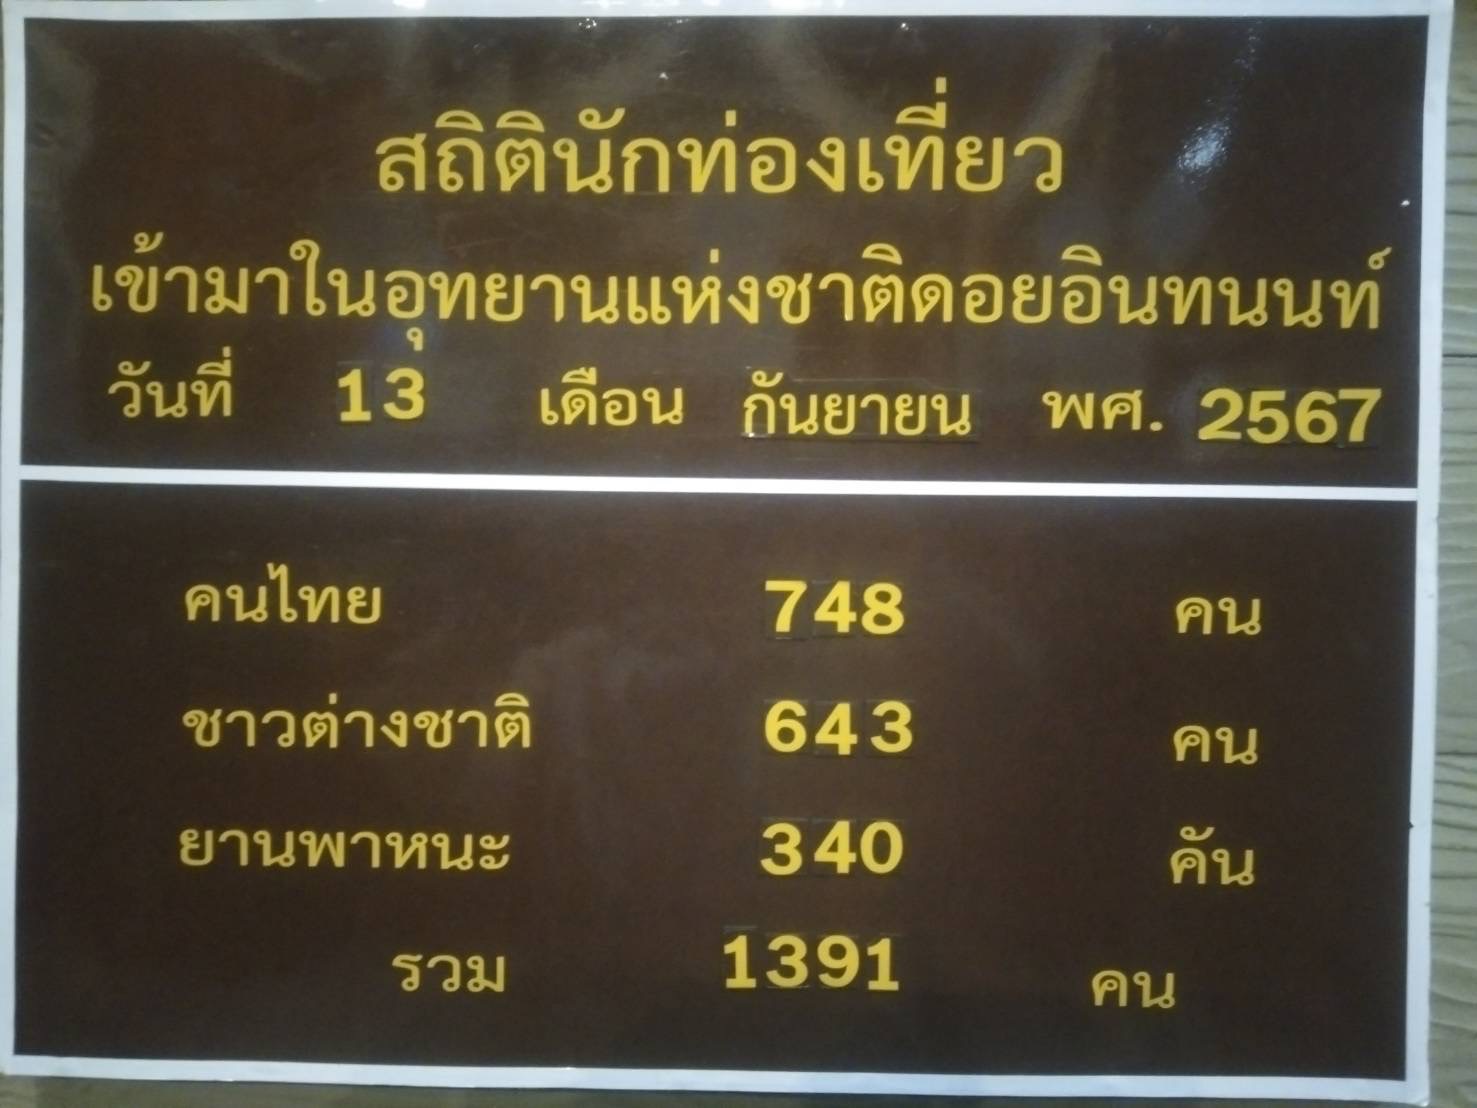 สถิตินักท่องเที่ยว
เข้ามาในอุทยานแห่งชาติดอยอินทนนท์
วันที่ 13 เดือน กันยายน พศ. 2567
คนไทย 748 คน
ชาวต่างชาติ 643 คน
ยานพาหนะ 340 คัน
รวม 1391 คน